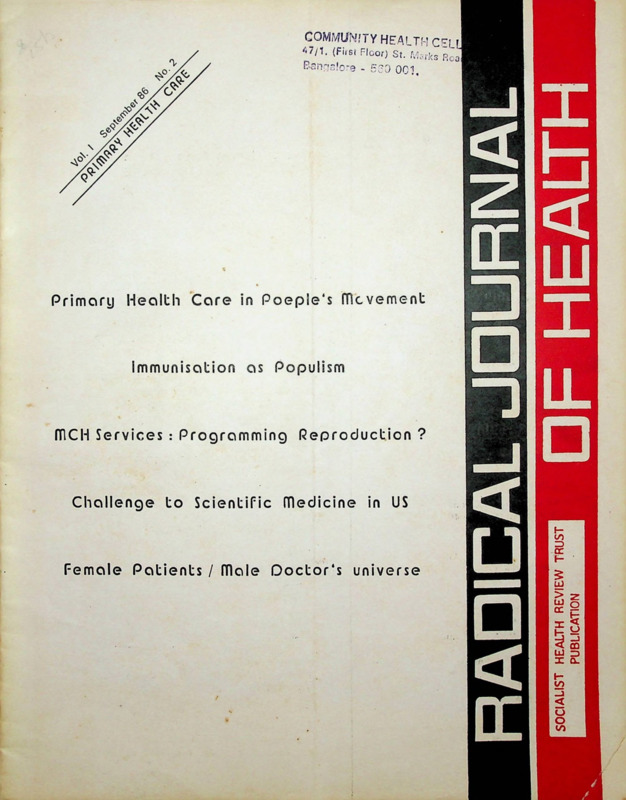 COMMUNITY HEALTH CELL
47/1, (First Floor) St. Marks Road
Bangalore - 560 001.
Vol. I September 86 No. 2
PRIMARY HEALTH CARE
Primary Health Care in Poeple's Movement
Immunisation as Populism
MCH Services : Programming Reproduction ?
Challenge to Scientific Medicine in US
Female Patients / Male Doctor's universe
RADICAL JOURNAL
OF HEALTH
SOCIALIST HEALTH REVIEW TRUST
PUBLICATION